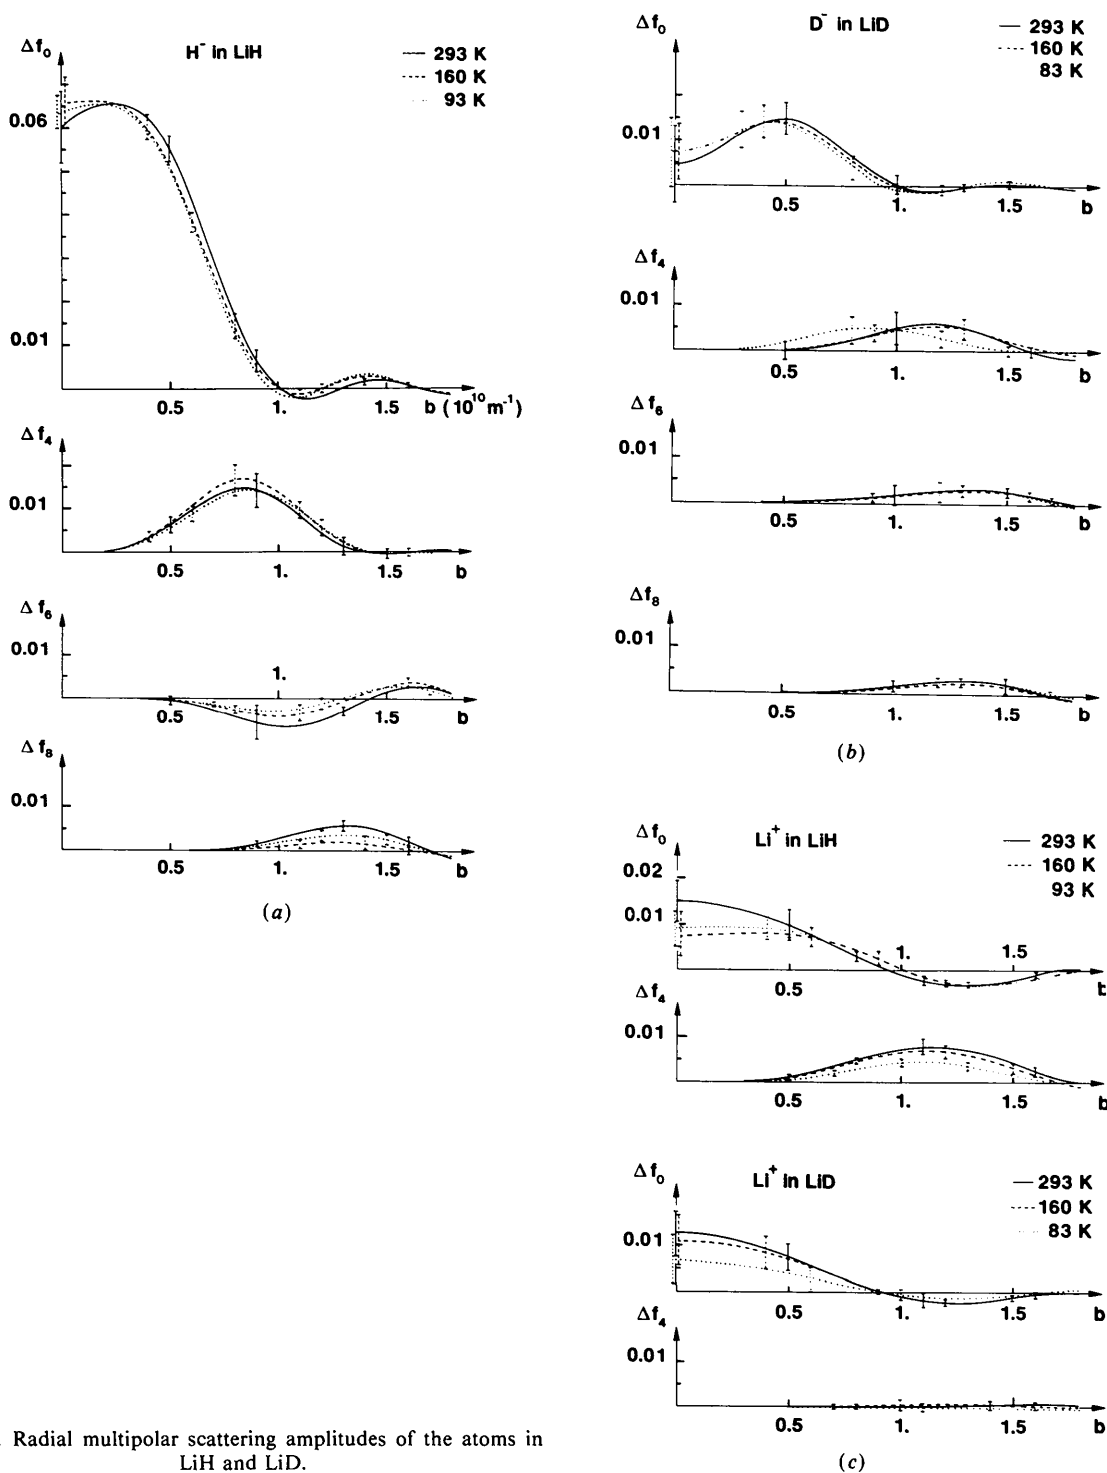 Δf₀
H⁻ in LiH
293 K
160 K
93 K
0.06
0.01
0.5 1. 1.5 b (10¹⁰m⁻¹)
Δf₄
0.01
0.5 1. 1.5 b
Δf₆
0.01
1.
0.5 1.5 b
Δf₈
0.01
0.5 1. 1.5 b
(a)
Δf₀
D⁻ in LiD
293 K
160 K
83 K
0.01
0.5 1. 1.5 b
Δf₄
0.01
0.5 1. 1.5 b
Δf₆
0.01
0.5 1. 1.5 b
Δf₈
0.01
0.5 1. 1.5 b
(b)
Δf₀
Li⁺ in LiH
293 K
160 K
93 K
0.02
0.01
1. 1.5
0.5 b
Δf₄
0.01
0.5 1. 1.5 b
Δf₀
Li⁺ in LiD
293 K
160 K
83 K
0.01
0.5 1. 1.5 b
Δf₄
0.01
0.5 1. 1.5 b
(c)
. Radial multipolar scattering amplitudes of the atoms in
LiH and LiD.